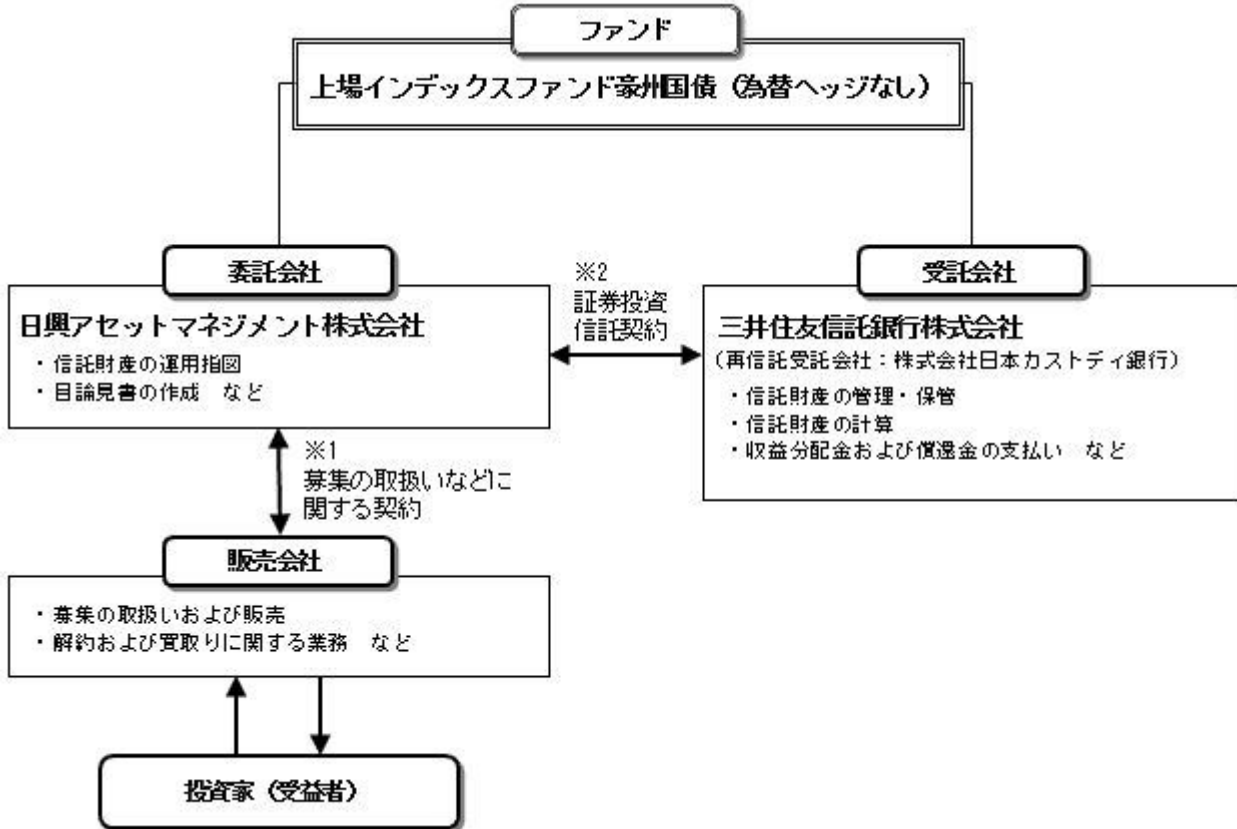 ファンド
上場インデックスファンド豪州国債（為替ヘッジなし）
委託会社
日興アセットマネジメント株式会社
・信託財産の運用指図
・目論見書の作成　など
※2
証券投資
信託契約
受託会社
三井住友信託銀行株式会社
（再信託受託会社：株式会社日本カストディ銀行）
・信託財産の管理・保管
・信託財産の計算
・収益分配金および償還金の支払い　など
※1
募集の取扱いなどに
関する契約
販売会社
・募集の取扱いおよび販売
・解約および買取りに関する業務　など
投資家（受益者）